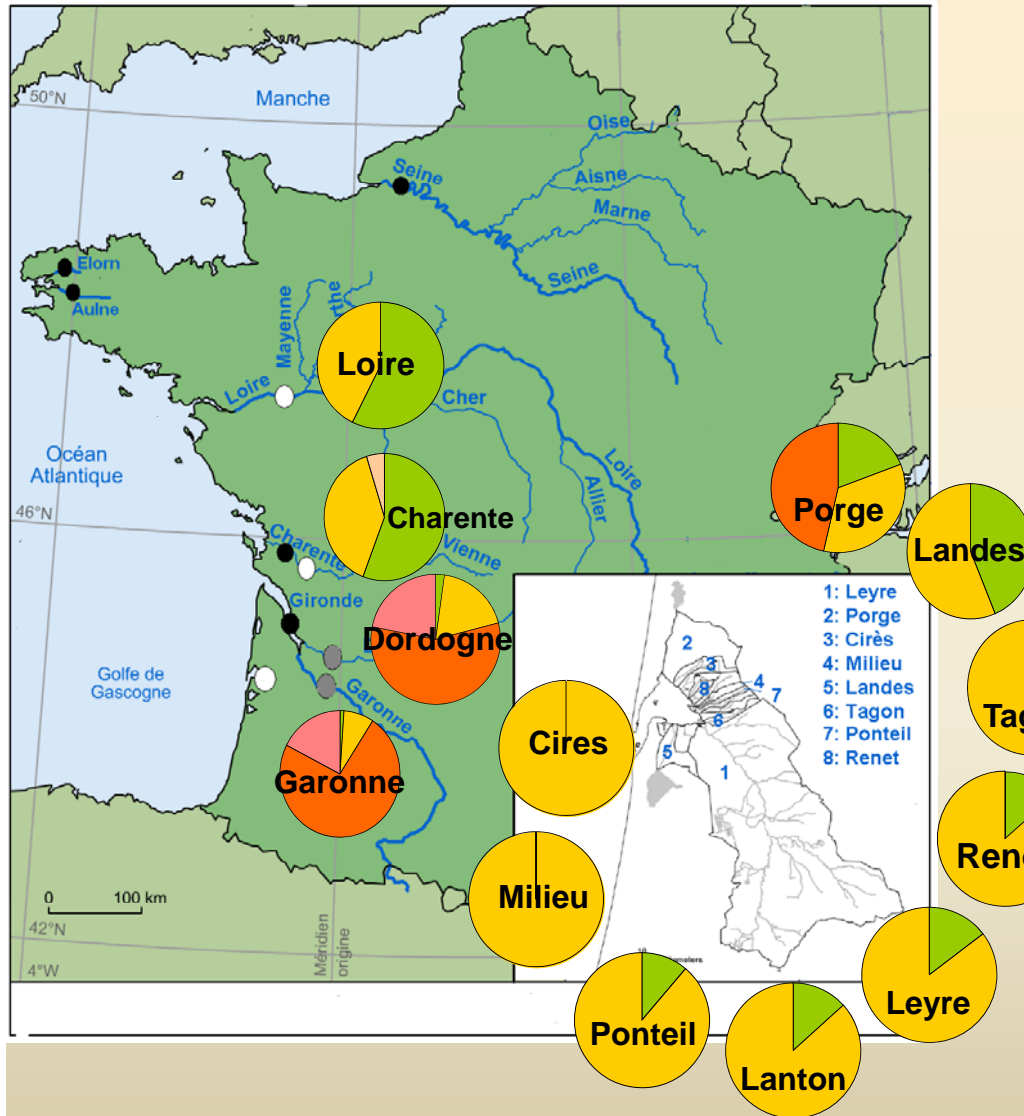 50°N
Manche
Oise
Seine
Aisne
Marne
Elorn
Seine
Aulne
Mayenne
Loire
Loire
Cher
Océan
Atlantique
Loire
Allier
Porge
46°N
Charente
Landes
Charente
Vienne
Gironde
Dordogne
1: Leyre
2: Porge
3: Cirès
4: Milieu
5: Landes
6: Tagon
7: Ponteil
8: Renet
2
3
4
8
7
6
5
1
Golfe de
Gascogne
Garonne
Garonne
Cires
Milieu
0 100 km
42°N
4°W
Méridien
origine
Leyre
Ponteil
Lanton